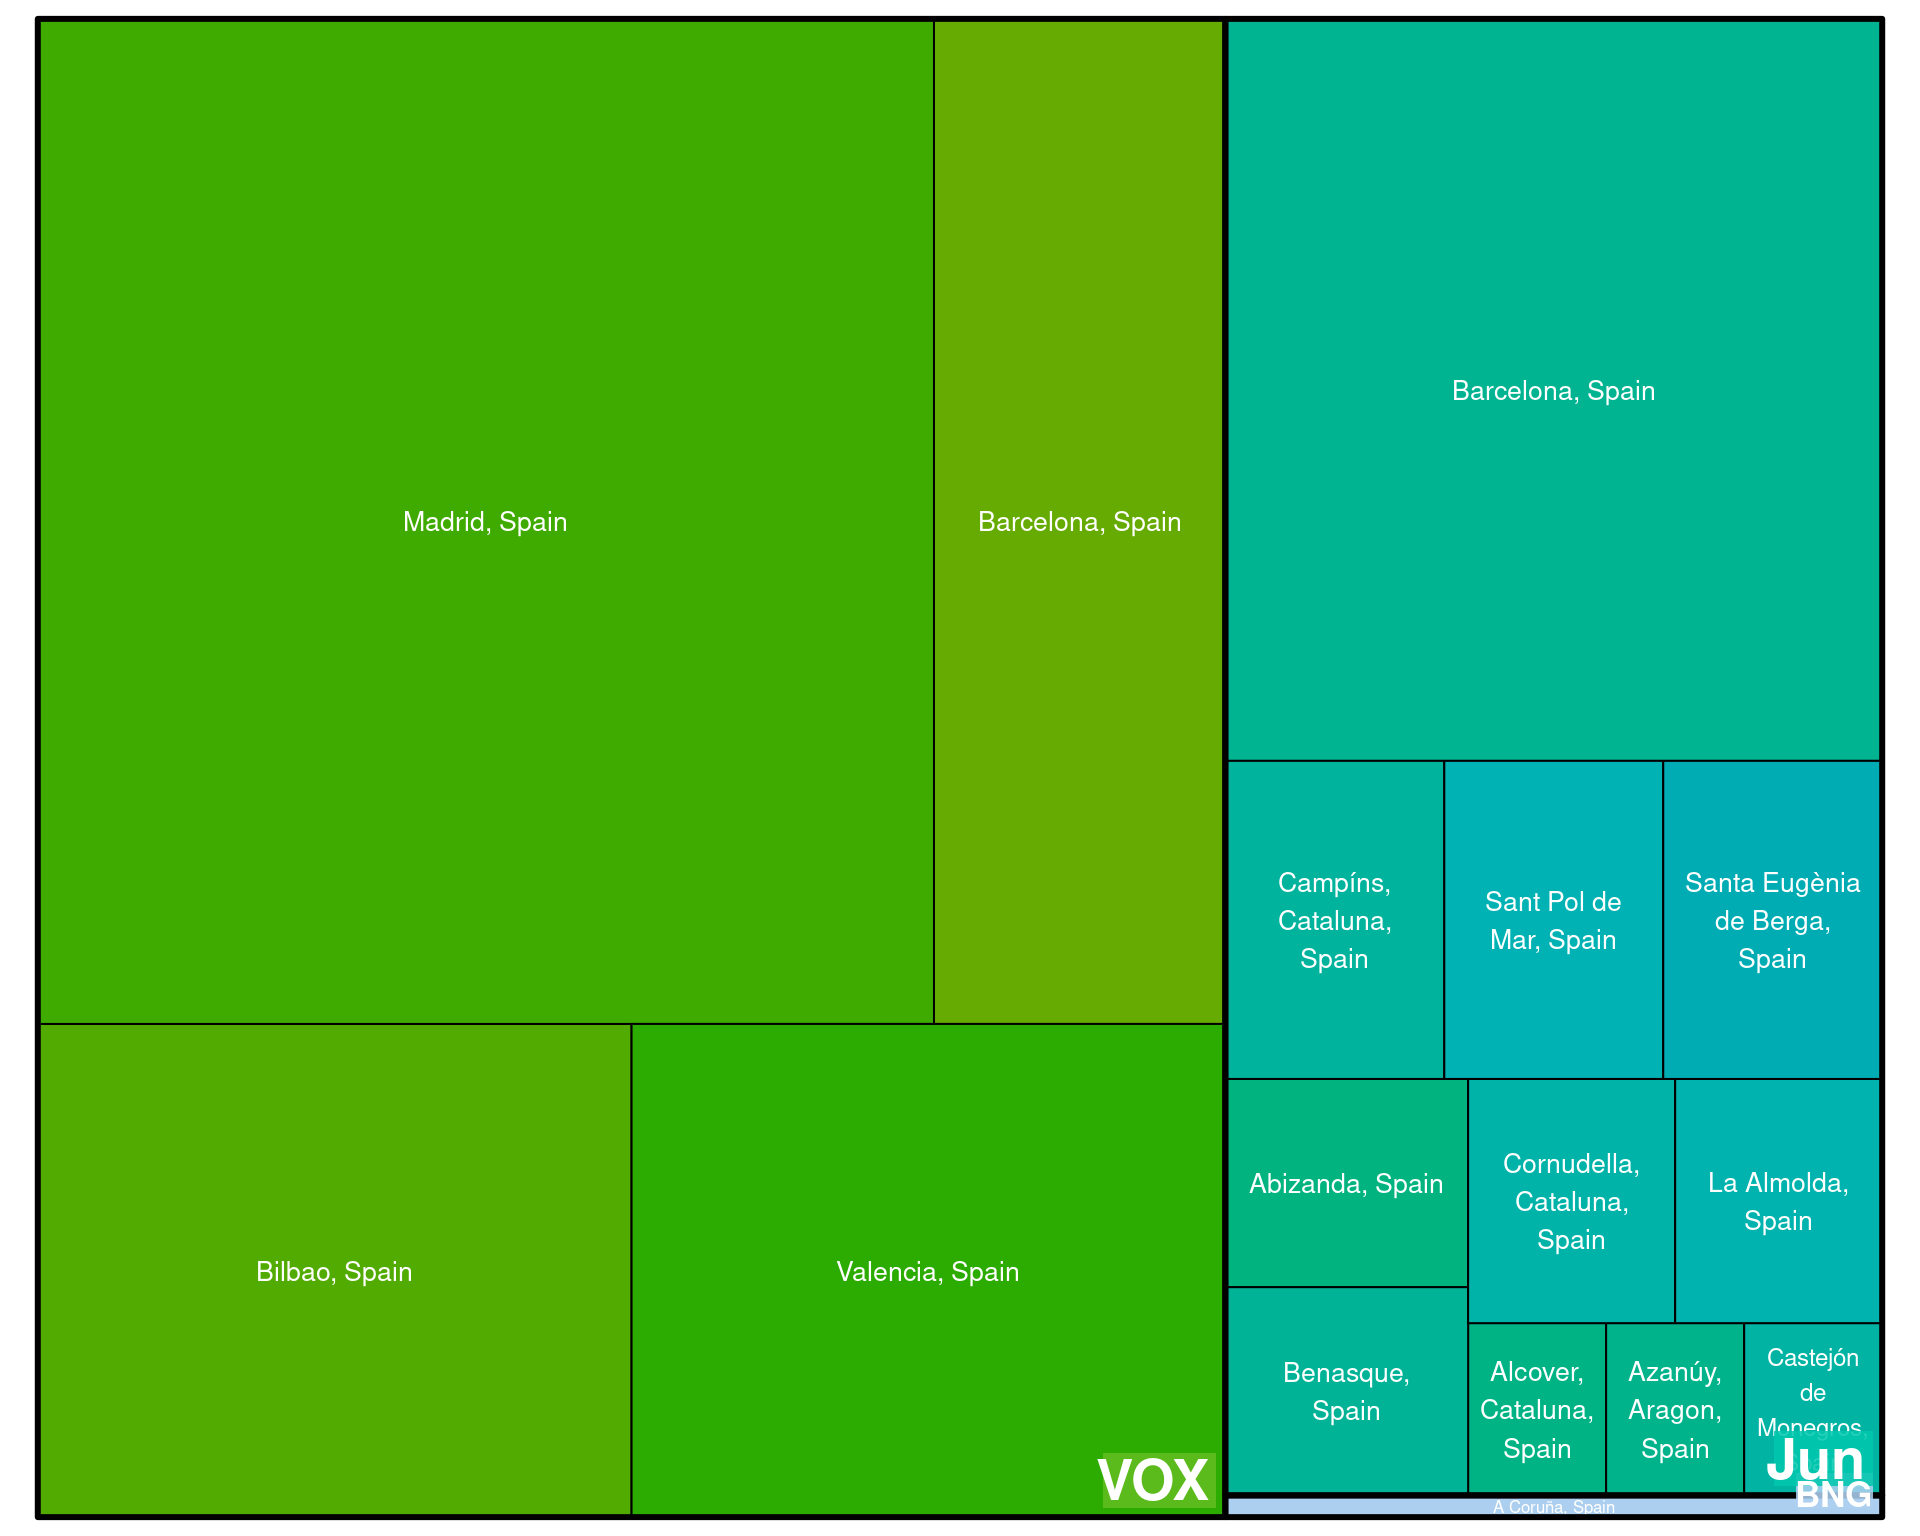 Madrid, Spain
Barcelona, Spain
Bilbao, Spain
Valencia, Spain
VOX
Barcelona, Spain
Campíns,
Cataluna,
Spain
Sant Pol de
Mar, Spain
Santa Eugènia
de Berga,
Spain
Abizanda, Spain
Cornudella,
Cataluna,
Spain
La Almolda,
Spain
Benasque,
Spain
Alcover,
Cataluna,
Spain
Azanúy,
Aragon,
Spain
Castejón
de
Monegros,
Jun
BNG
A Coruña, Spain